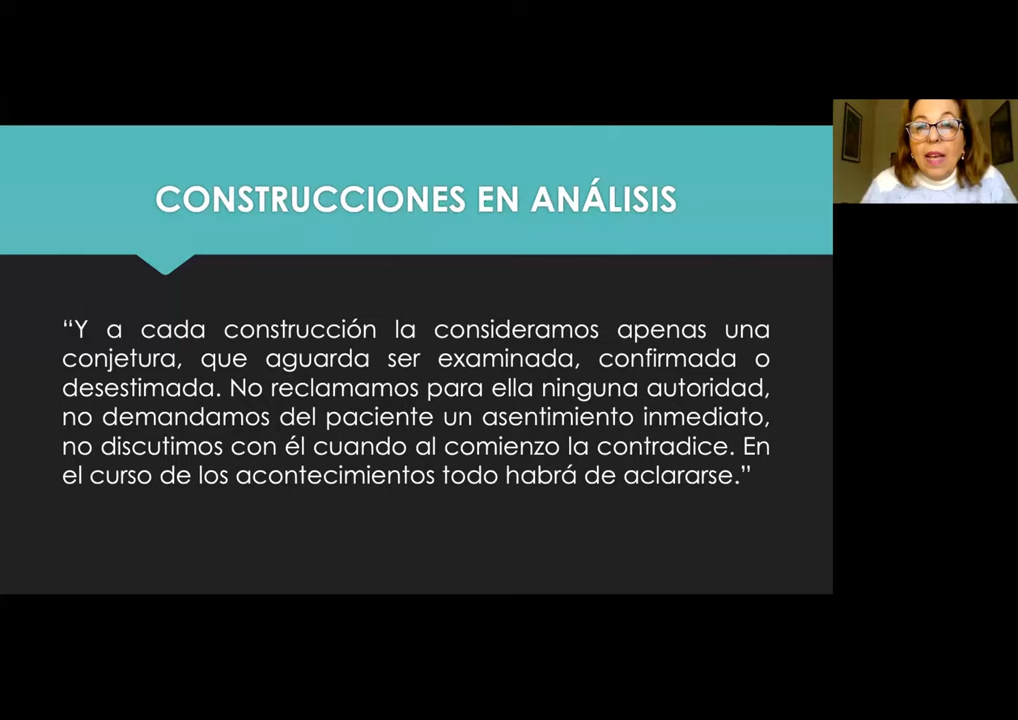 CONSTRUCCIONES EN ANÁLISIS
“Y a cada construcción la consideramos apenas una
conjetura, que aguarda ser examinada, confirmada o
desestimada. No reclamamos para ella ninguna autoridad,
no demandamos del paciente un asentimiento inmediato,
no discutimos con él cuando al comienzo la contradice. En
el curso de los acontecimientos todo habrá de aclararse.”